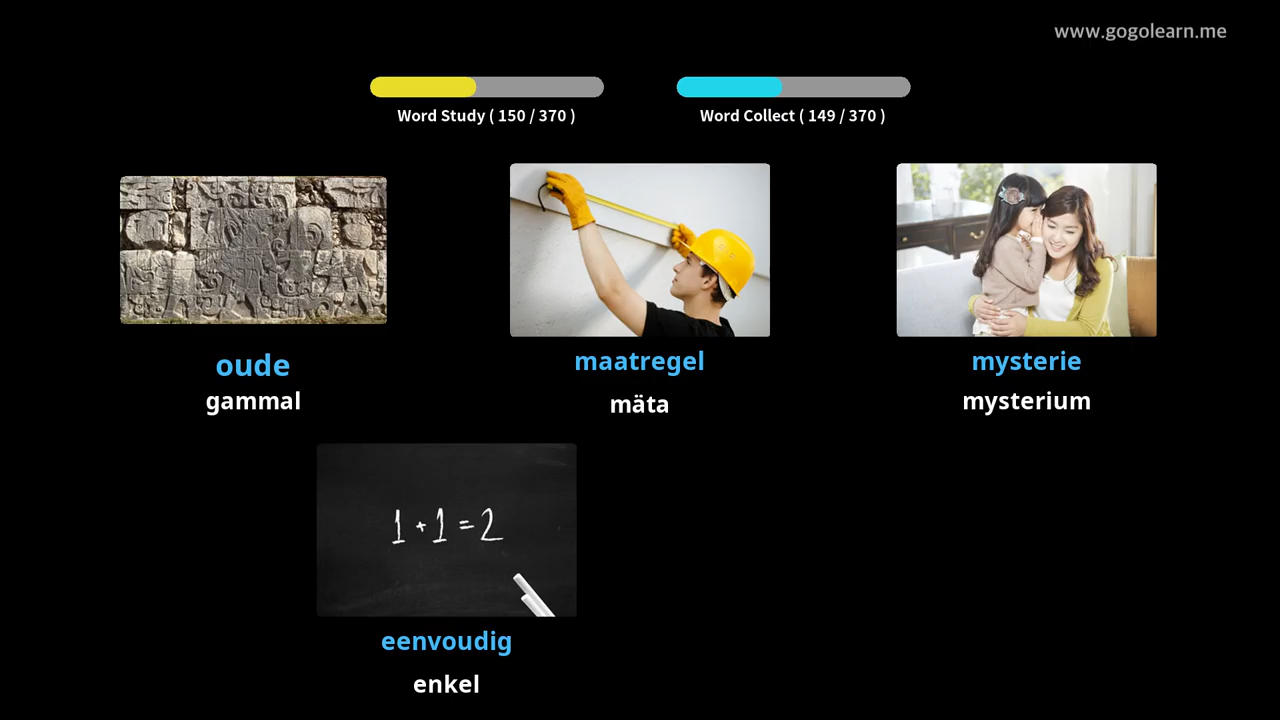 www.gogolearn.me
Word Study ( 150 / 370 )
Word Collect ( 149 / 370 )
oude
gammal
maatregel
mäta
mysterie
mysterium
1 + 1 = 2
eenvoudig
enkel